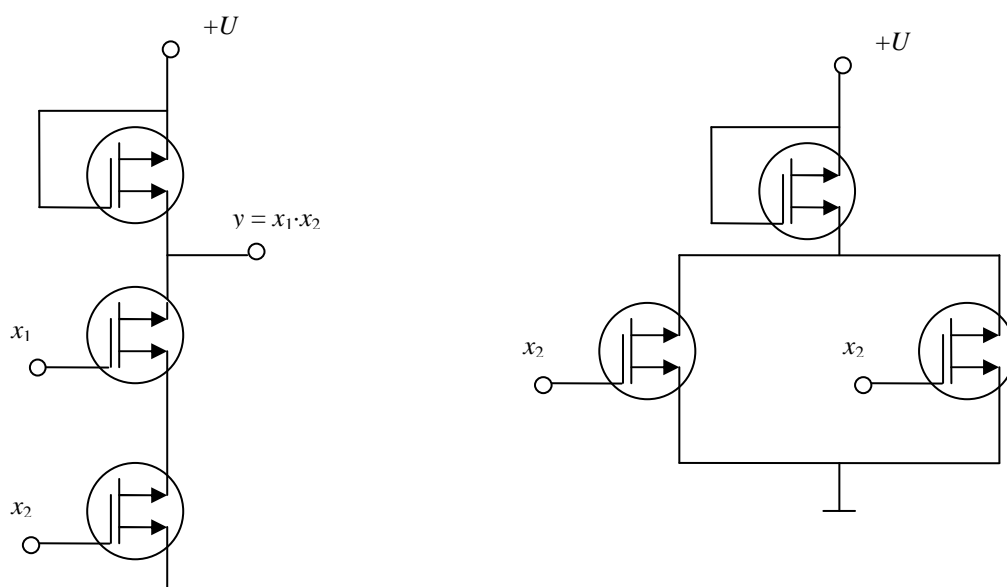 +U
+U
y = x₁·x₂
x₁
x₂
x₂
x₂